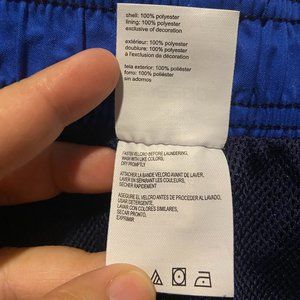 shell: 100% polyester
lining: 100% polyester
exclusive of decoration
extérieur: 100% polyester
doublure: 100% polyester
à l'exclusion de décoration
tela exterior: 100% poliéster
forro: 100% poliéster
sin adornos
FASTEN VELCRO BEFORE LAUNDERING,
WASH WITH LIKE COLORS,
DRY PROMPTLY
ATTACHER LA BANDE VELCRO AVANT DE LAVER,
LAVER EN SÉPARANT LES COULEURS,
SÉCHER RAPIDEMENT
ASEGURE EL VELCRO ANTES DE PROCEDER AL LAVADO,
USAR DETERGENTE,
LAVAR CON COLORES SIMILARES,
SECAR PRONTO,
EXPRIMIR